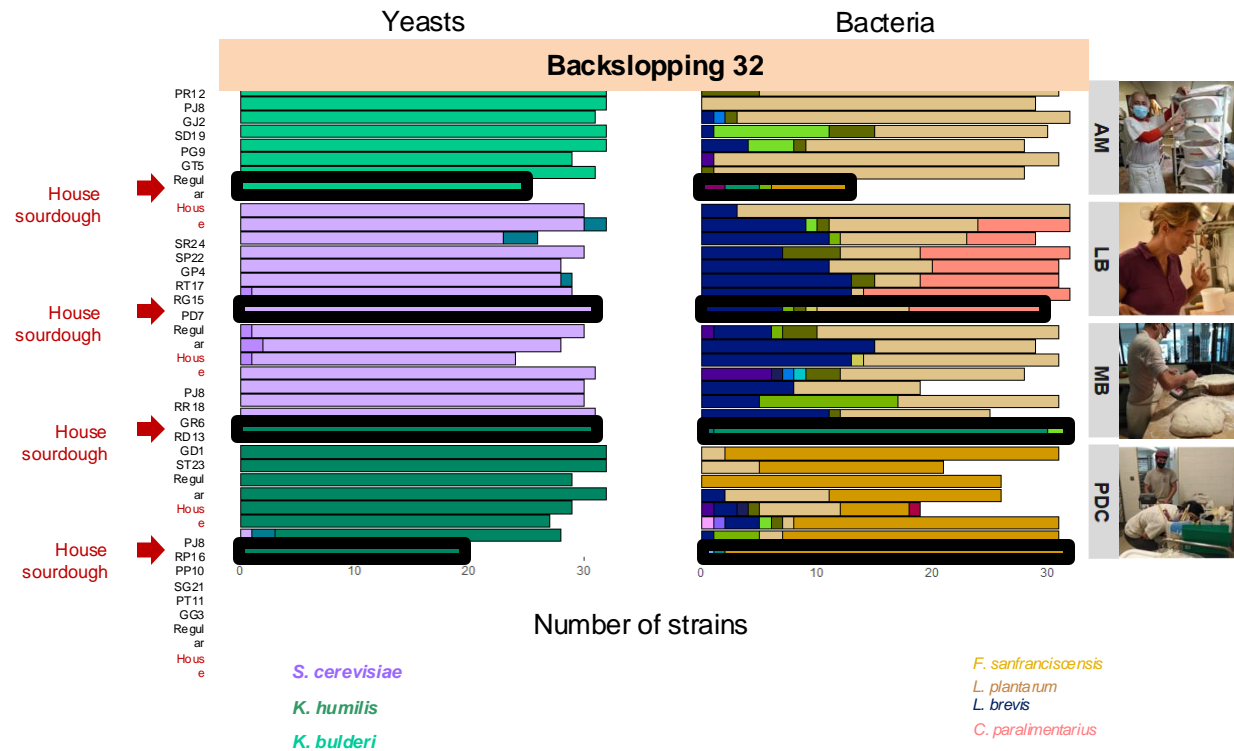 Yeasts
Bacteria
Backslopping 32
PR12
PJ8
GJ2
SD19
PG9
GT5
Regul
ar
Hous
e
SR24
SP22
GP4
RT17
RG15
PD7
Regul
ar
Hous
e
PJ8
RR18
GR6
RD13
GD1
ST23
Regul
ar
Hous
e
PJ8
RP16
PP10
SG21
PT11
GG3
Regul
ar
Hous
e
House
sourdough
House
sourdough
House
sourdough
House
sourdough
AM
LB
MB
PDC
0
10
20
30
0
10
20
30
Number of strains
S. cerevisiae
K. humilis
K. bulderi
F. sanfranciscensis
L. plantarum
L. brevis
C. paralimentarius